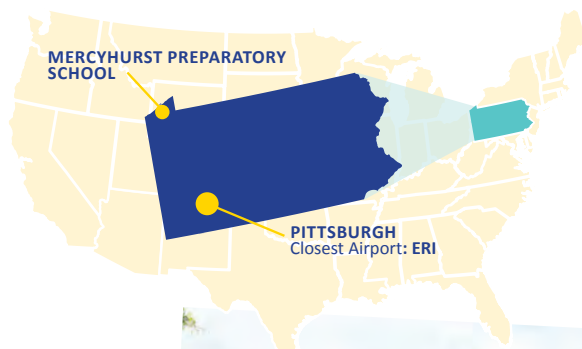 MERCYHURST PREPARATORY
SCHOOL
PITTSBURGH
Closest Airport: ERI